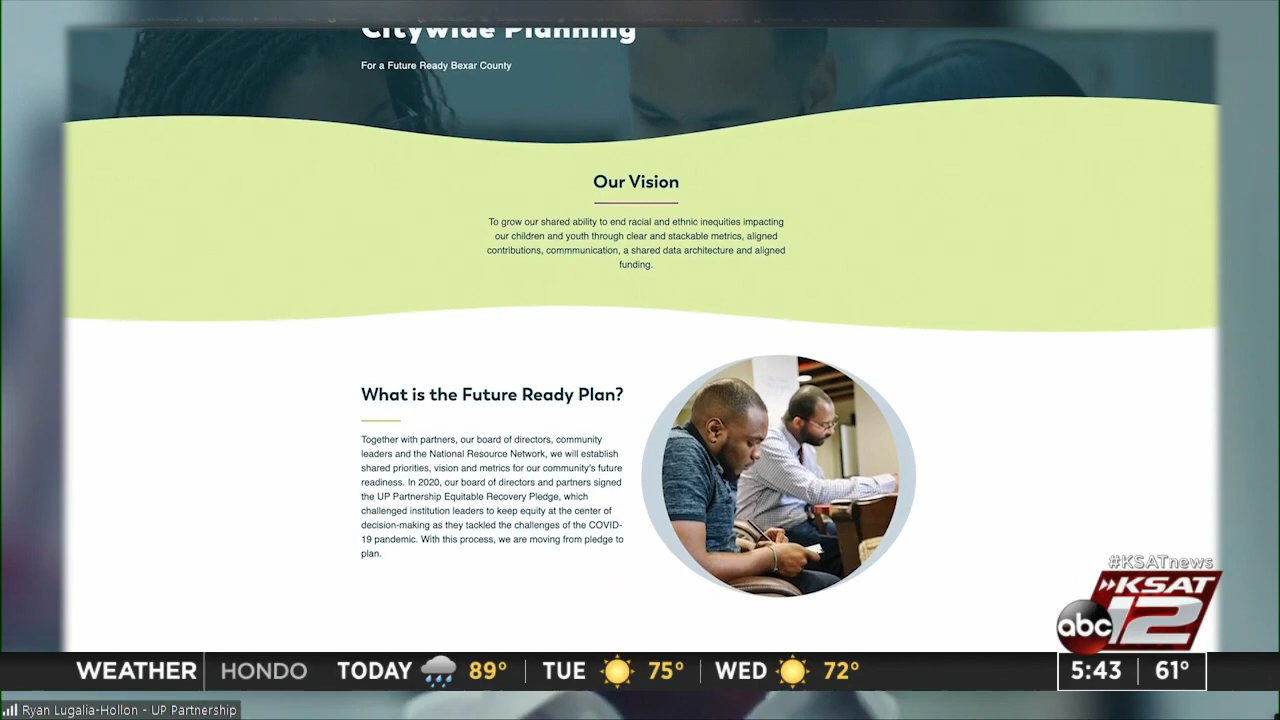 Citywide Planning
For a Future Ready Bexar County
Our Vision
To grow our shared ability to end racial and ethnic inequities impacting
our children and youth through clear and stackable metrics, aligned
contributions, commmunication, a shared data architecture and aligned
funding.
What is the Future Ready Plan?
Together with partners, our board of directors, community
leaders and the National Resource Network, we will establish
shared priorities, vision and metrics for our community's future
readiness. In 2020, our board of directors and partners signed
the UP Partnership Equitable Recovery Pledge, which
challenged institution leaders to keep equity at the center of
decision-making as they tackled the challenges of the COVID-
19 pandemic. With this process, we are moving from pledge to
plan.
#KSATnews
KSAT
abc 12
WEATHER HONDO TODAY 89° TUE 75° WED 72° 5:43 61°
Ryan Lugalia-Hollon - UP Partnership